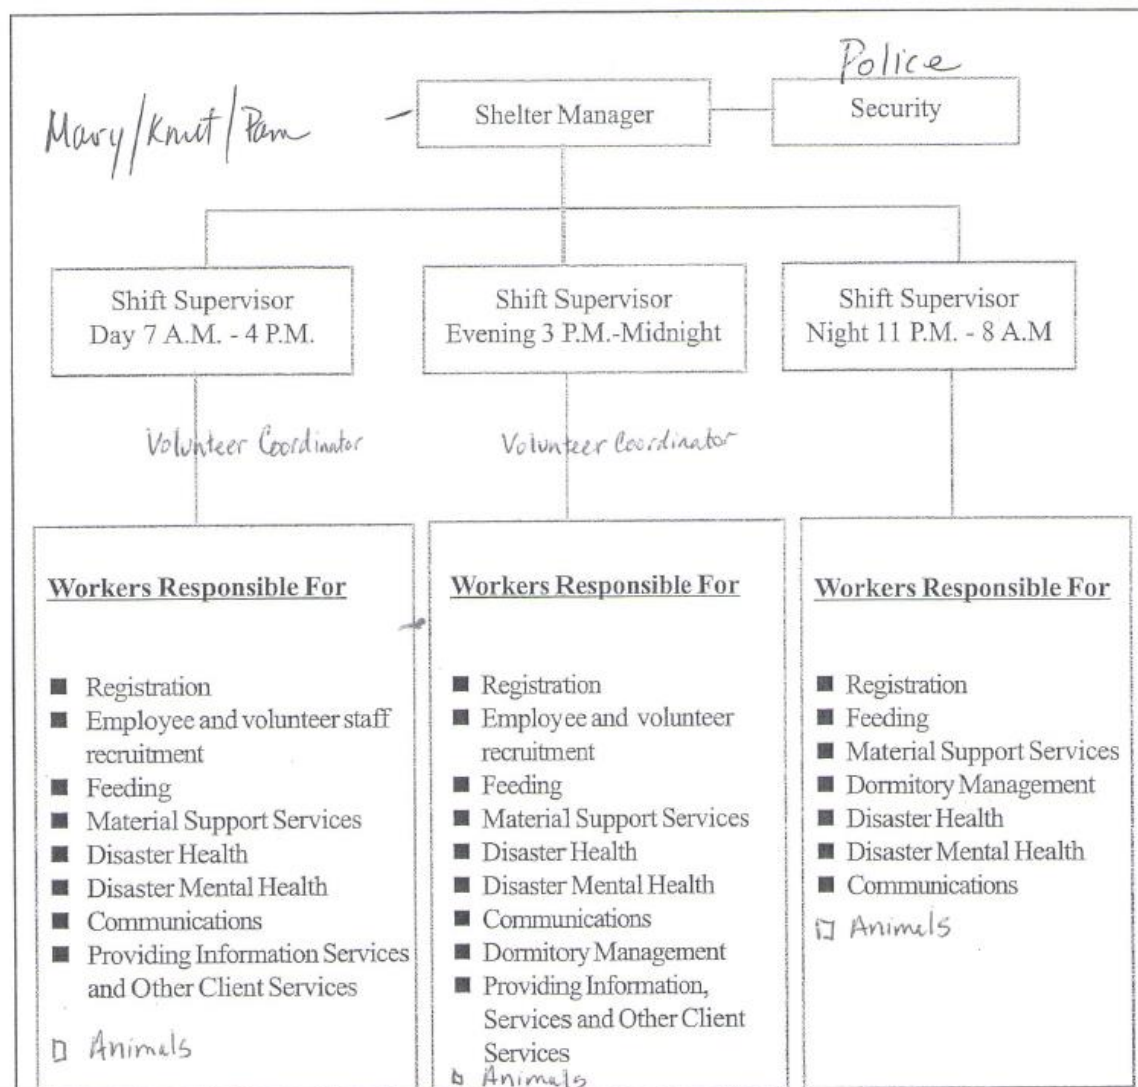 Police
Mary/Knut/Pam
Shelter Manager
Security
Shift Supervisor
Day 7 A.M. - 4 P.M.
Shift Supervisor
Evening 3 P.M.-Midnight
Shift Supervisor
Night 11 P.M. - 8 A.M
Volunteer Coordinator
Volunteer Coordinator
Workers Responsible For
■ Registration
■ Employee and volunteer staff
recruitment
■ Feeding
■ Material Support Services
■ Disaster Health
■ Disaster Mental Health
■ Communications
■ Providing Information Services
and Other Client Services
□ Animals
Workers Responsible For
■ Registration
■ Employee and volunteer
recruitment
■ Feeding
■ Material Support Services
■ Disaster Health
■ Disaster Mental Health
■ Communications
■ Dormitory Management
■ Providing Information,
Services and Other Client
Services
□ Animals
Workers Responsible For
■ Registration
■ Feeding
■ Material Support Services
■ Dormitory Management
■ Disaster Health
■ Disaster Mental Health
■ Communications
□ Animals